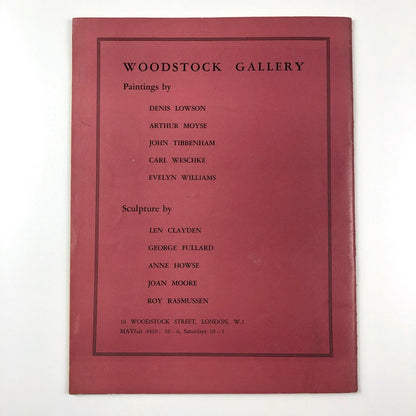 WOODSTOCK GALLERY
Paintings by
DENIS LOWSON
ARTHUR MOYSE
JOHN TIBBENHAM
CARL WESCHKE
EVELYN WILLIAMS
Sculpture by
LEN CLAYDEN
GEORGE FULLARD
ANNE HOWSE
JOAN MOORE
ROY RASMUSSEN
16 WOODSTOCK STREET, LONDON, W.1
MAYfair 4419: 10-6, Saturdays 10-1